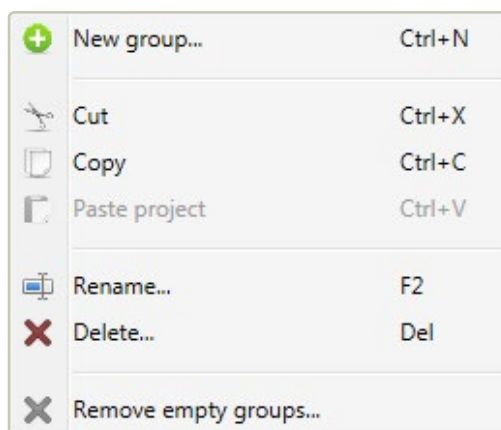 New group... Ctrl+N
Cut Ctrl+X
Copy Ctrl+C
Paste project Ctrl+V
Rename... F2
Delete... Del
Remove empty groups...